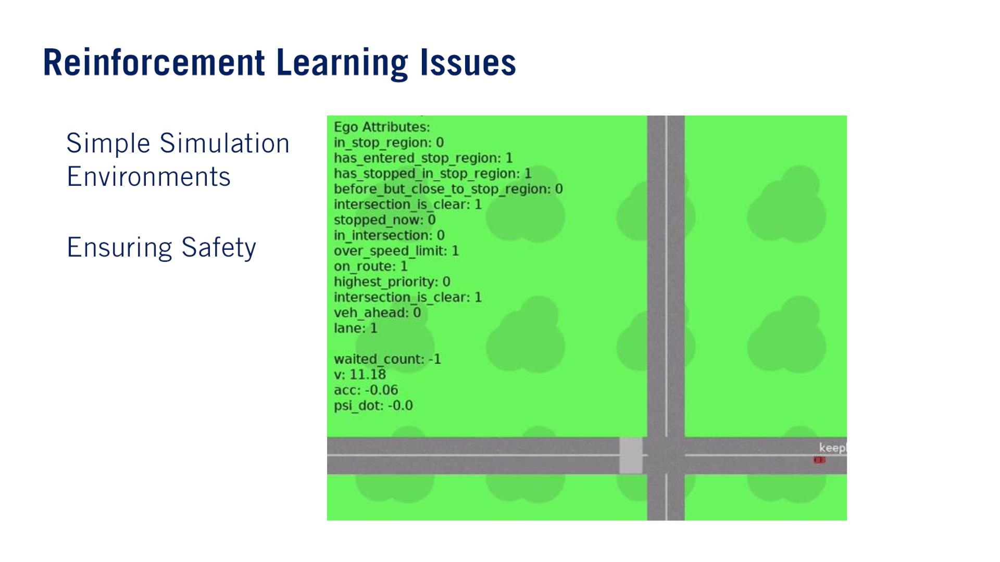 Reinforcement Learning Issues
Simple Simulation
Environments
Ensuring Safety
Ego Attributes:
in_stop_region: 0
has_entered_stop_region: 1
has_stopped_in_stop_region: 1
before_but_close_to_stop_region: 0
intersection_is_clear: 1
stopped_now: 0
in_intersection: 0
over_speed_limit: 1
on_route: 1
highest_priority: 0
intersection_is_clear: 1
veh_ahead: 0
lane: 1
waited_count: -1
v: 11.18
acc: -0.06
psi_dot: -0.0